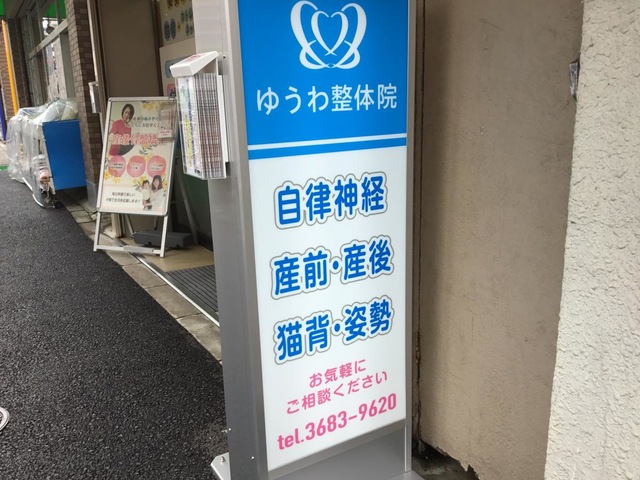 ゆうわ整体院
自律神経
産前・産後
猫背・姿勢
お気軽に
ご相談ください
tel.3683-9620